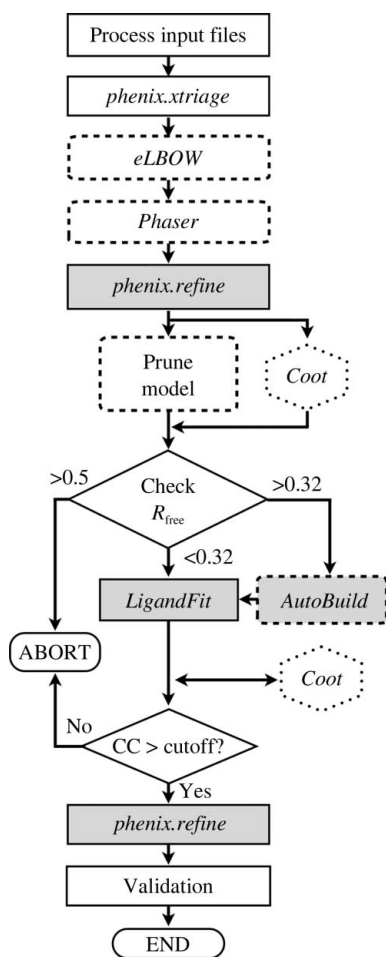 Process input files
phenix.xtriage
eLBOW
Phaser
phenix.refine
Prune
model
Coot
>0.5
>0.32
Check
R_free
<0.32
LigandFit
AutoBuild
ABORT
Coot
No
CC > cutoff?
Yes
phenix.refine
Validation
END